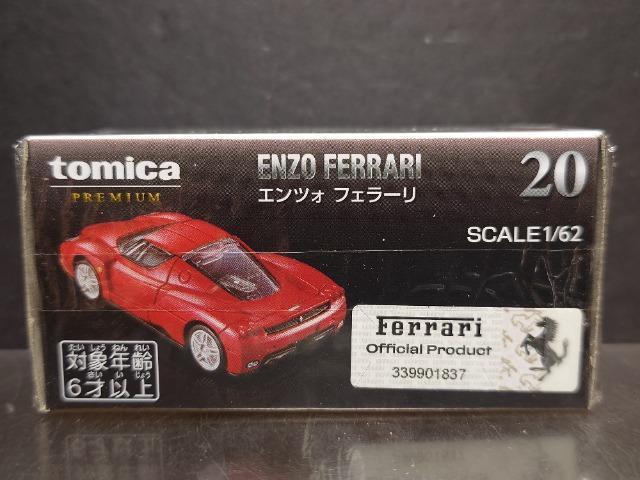 tomica
PREMIUM
ENZO FERRARI
エンツォ フェラーリ
20
SCALE1/62
Ferrari
Official Product
339901837
たいしょうねんれい
対象年齢
6才以上
さい いじょう